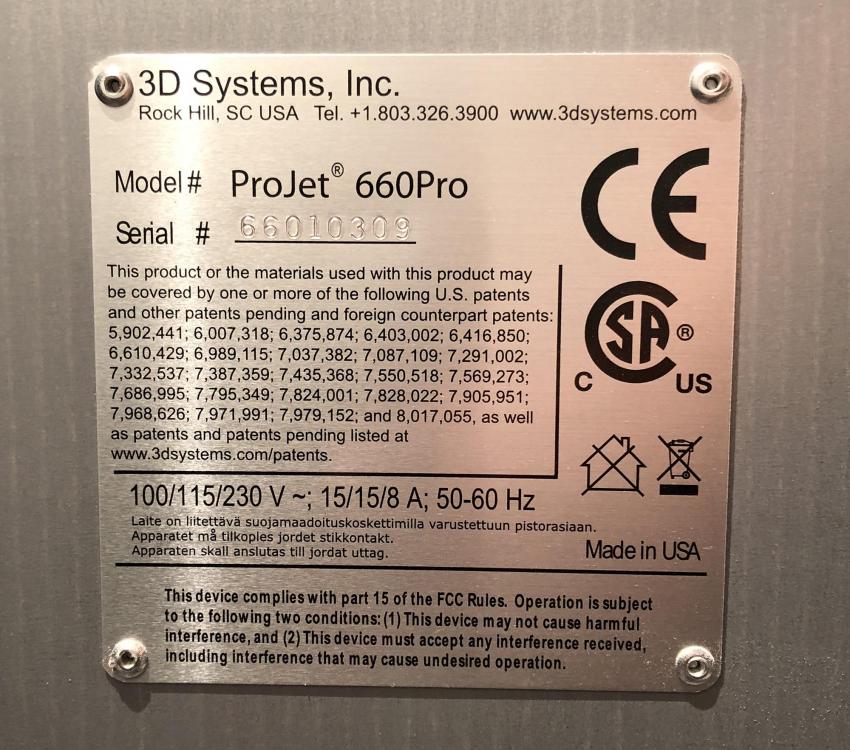 3D Systems, Inc.
Rock Hill, SC USA Tel. +1.803.326.3900 www.3dsystems.com
Model # ProJet® 660Pro
Serial # 66010309
CE
This product or the materials used with this product may
be covered by one or more of the following U.S. patents
and other patents pending and foreign counterpart patents:
5,902,441; 6,007,318; 6,375,874; 6,403,002; 6,416,850;
6,610,429; 6,989,115; 7,037,382; 7,087,109; 7,291,002;
7,332,537; 7,387,359; 7,435,368; 7,550,518; 7,569,273;
7,686,995; 7,795,349; 7,824,001; 7,828,022; 7,905,951;
7,968,626; 7,971,991; 7,979,152; and 8,017,055, as well
as patents and patents pending listed at
www.3dsystems.com/patents.
CSA ®
C US
100/115/230 V ~; 15/15/8 A; 50-60 Hz
Laite on liitettävä suojamaadoituskoskettimilla varustettuun pistorasiaan.
Apparatet må tilkoples jordet stikkontakt.
Apparaten skall anslutas till jordat uttag.
Made in USA
This device complies with part 15 of the FCC Rules. Operation is subject
to the following two conditions: (1) This device may not cause harmful
interference, and (2) This device must accept any interference received,
including interference that may cause undesired operation.